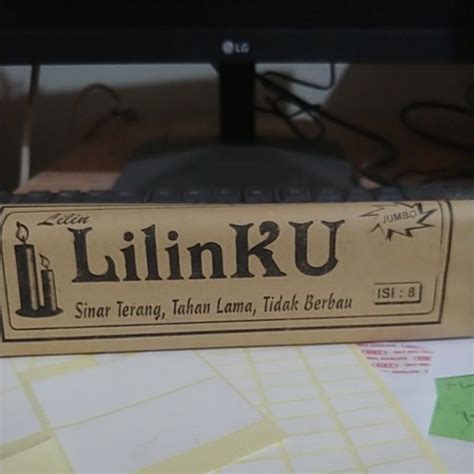 LG
Lilin
JUMBO
LilinKU
Sinar Terang, Tahan Lama, Tidak Berbau
ISI : 8